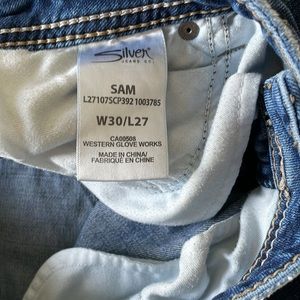 Silver
JEANS CO.
SAM
L27107SCP392 1003785
W30/L27
CA00508
WESTERN GLOVE WORKS
MADE IN CHINA/
FABRIQUÉ EN CHINE